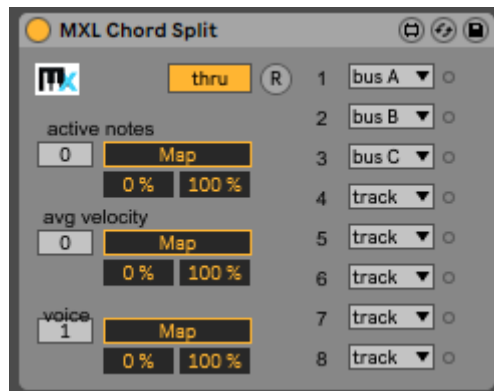 MXL Chord Split
mx
thru
R
active notes
0
Map
0 %
100 %
avg velocity
0
Map
0 %
100 %
voice
1
Map
0 %
100 %
1 bus A
2 bus B
3 bus C
4 track
5 track
6 track
7 track
8 track